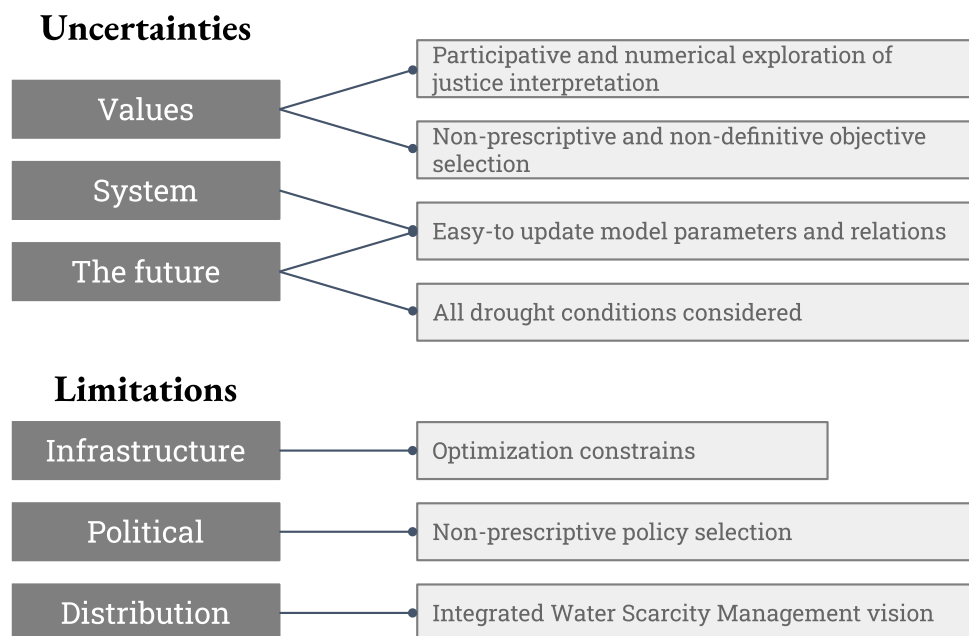 Uncertainties
Values
Participative and numerical exploration of
justice interpretation
Non-prescriptive and non-definitive objective
selection
System
Easy-to update model parameters and relations
The future
All drought conditions considered
Limitations
Infrastructure
Optimization constrains
Political
Non-prescriptive policy selection
Distribution
Integrated Water Scarcity Management vision